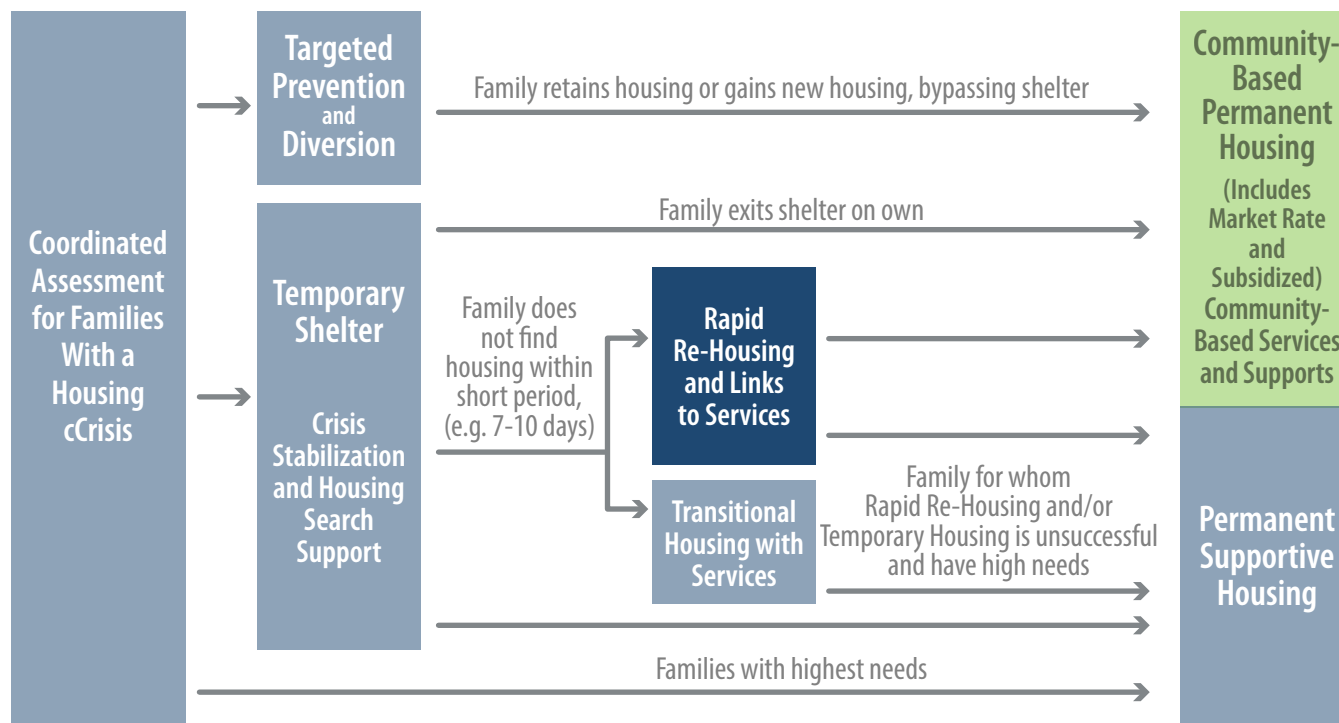 Coordinated
Assessment
for Families
With a
Housing
cCrisis
Targeted
Prevention
and
Diversion
Family retains housing or gains new housing, bypassing shelter
Temporary
Shelter
Crisis
Stabilization
and Housing
Search
Support
Family exits shelter on own
Family does
not find
housing within
short period,
(e.g. 7-10 days)
Rapid
Re-Housing
and Links
to Services
Transitional
Housing with
Services
Family for whom
Rapid Re-Housing and/or
Temporary Housing is unsuccessful
and have high needs
Families with highest needs
Community-
Based
Permanent
Housing
(Includes
Market Rate
and
Subsidized)
Community-
Based Services
and Supports
Permanent
Supportive
Housing